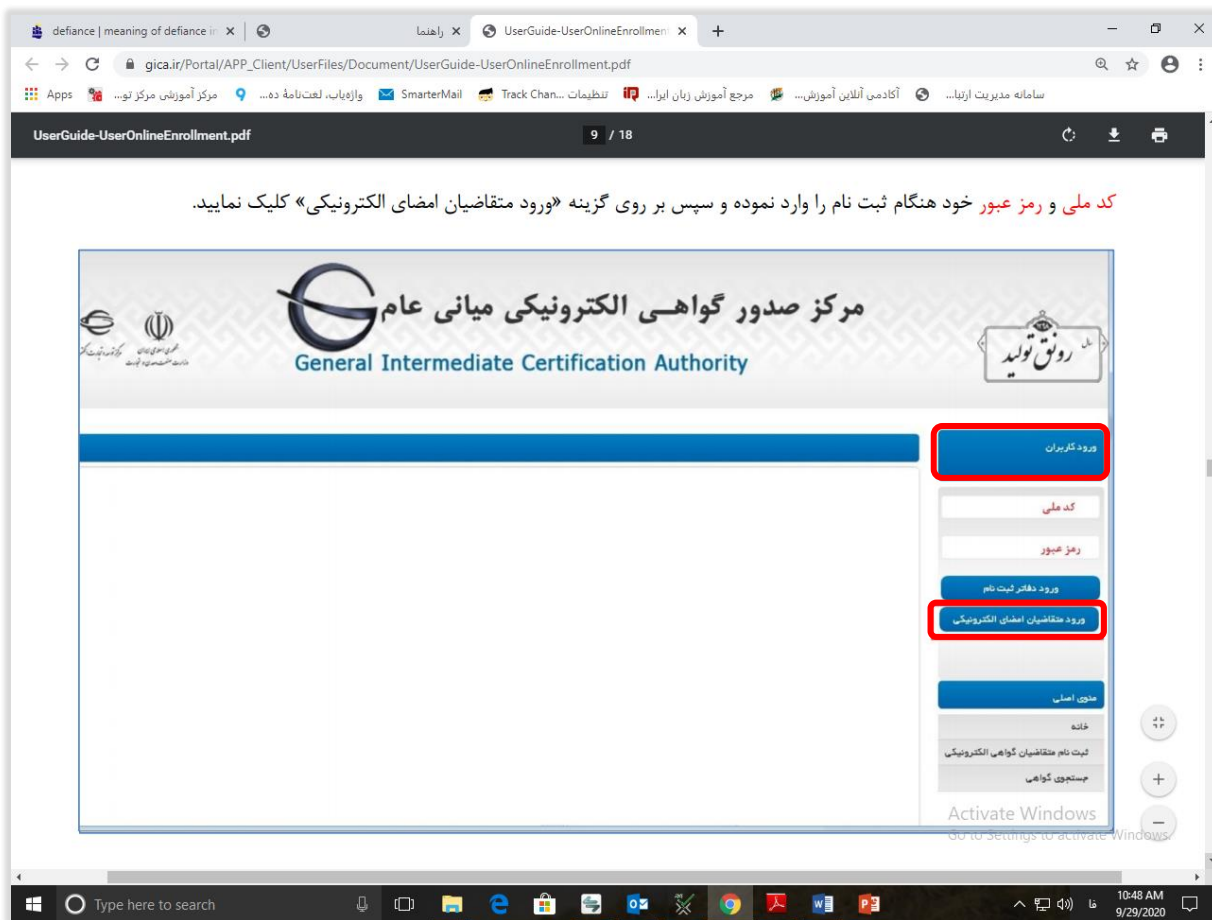 defiance | meaning of defiance in
راهنما
UserGuide-UserOnlineEnrollmen
gica.ir/Portal/APP_Client/UserFiles/Document/UserGuide-UserOnlineEnrollment.pdf
Apps
مرکز آموزشی مرکز تو...
واژه‌یاب، لغت‌نامهٔ ده...
SmarterMail
Track Chan... تنظیمات
مرجع آموزش زبان ایرا...
آکادمی آنلاین آموزش...
سامانه مدیریت ارتبا...
UserGuide-UserOnlineEnrollment.pdf
9 / 18
کد ملی و رمز عبور خود هنگام ثبت نام را وارد نموده و سپس بر روی گزینه «ورود متقاضیان امضای الکترونیکی» کلیک نمایید.
مرکز صدور گواهی الکترونیکی میانی عام
General Intermediate Certification Authority
سال رونق تولید
ورود کاربران
کد ملی
رمز عبور
ورود دفاتر ثبت نام
ورود متقاضیان امضای الکترونیکی
منوی اصلی
خانه
ثبت نام متقاضیان گواهی الکترونیکی
جستجوی گواهی
Activate Windows
Go to Settings to activate Windows.
Type here to search
فا
10:48 AM
9/29/2020